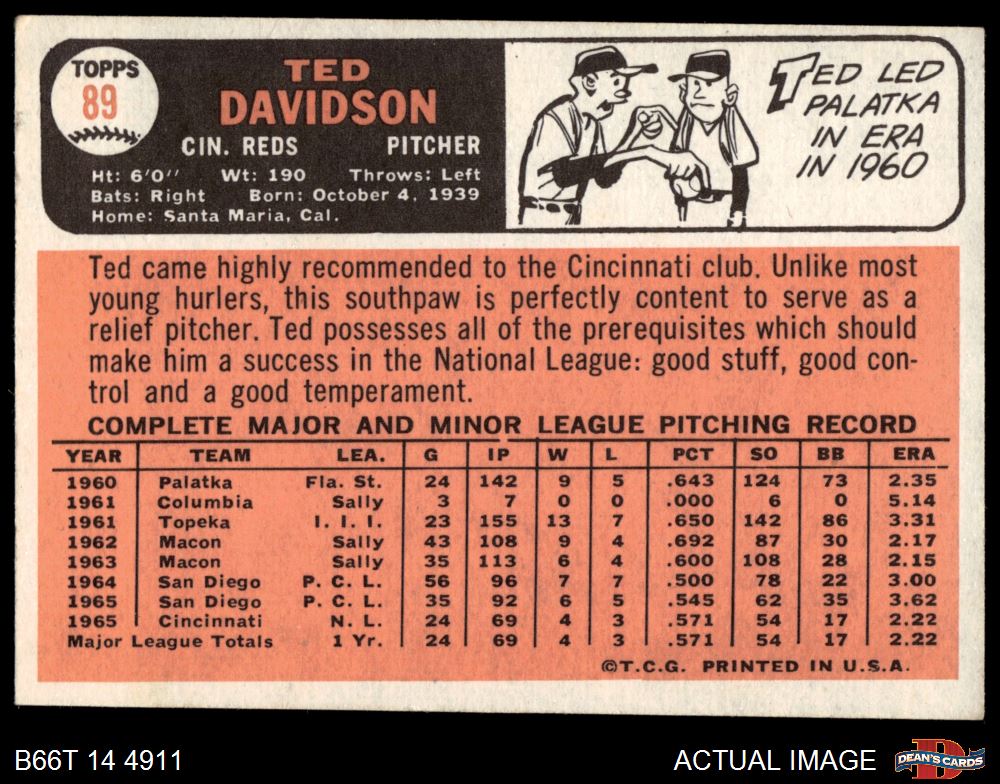 TOPPS
89
TED
DAVIDSON
CIN. REDS PITCHER
Ht: 6'0" Wt: 190 Throws: Left
Bats: Right Born: October 4, 1939
Home: Santa Maria, Cal.
TED LED
PALATKA
IN ERA
IN 1960
Ted came highly recommended to the Cincinnati club. Unlike most
young hurlers, this southpaw is perfectly content to serve as a
relief pitcher. Ted possesses all of the prerequisites which should
make him a success in the National League: good stuff, good con-
trol and a good temperament.
COMPLETE MAJOR AND MINOR LEAGUE PITCHING RECORD
YEAR TEAM LEA. G IP W L PCT SO BB ERA
1960 Palatka Fla. St. 24 142 9 5 .643 124 73 2.35
1961 Columbia Sally 3 7 0 0 .000 6 0 5.14
1961 Topeka I. I. I. 23 155 13 7 .650 142 86 3.31
1962 Macon Sally 43 108 9 4 .692 87 30 2.17
1963 Macon Sally 35 113 6 4 .600 108 28 2.15
1964 San Diego P. C. L. 56 96 7 7 .500 78 22 3.00
1965 San Diego P. C. L. 35 92 6 5 .545 62 35 3.62
1965 Cincinnati N. L. 24 69 4 3 .571 54 17 2.22
Major League Totals 1 Yr. 24 69 4 3 .571 54 17 2.22
©T.C.G. PRINTED IN U.S.A.
B66T 14 4911 ACTUAL IMAGE DEAN'S CARDS